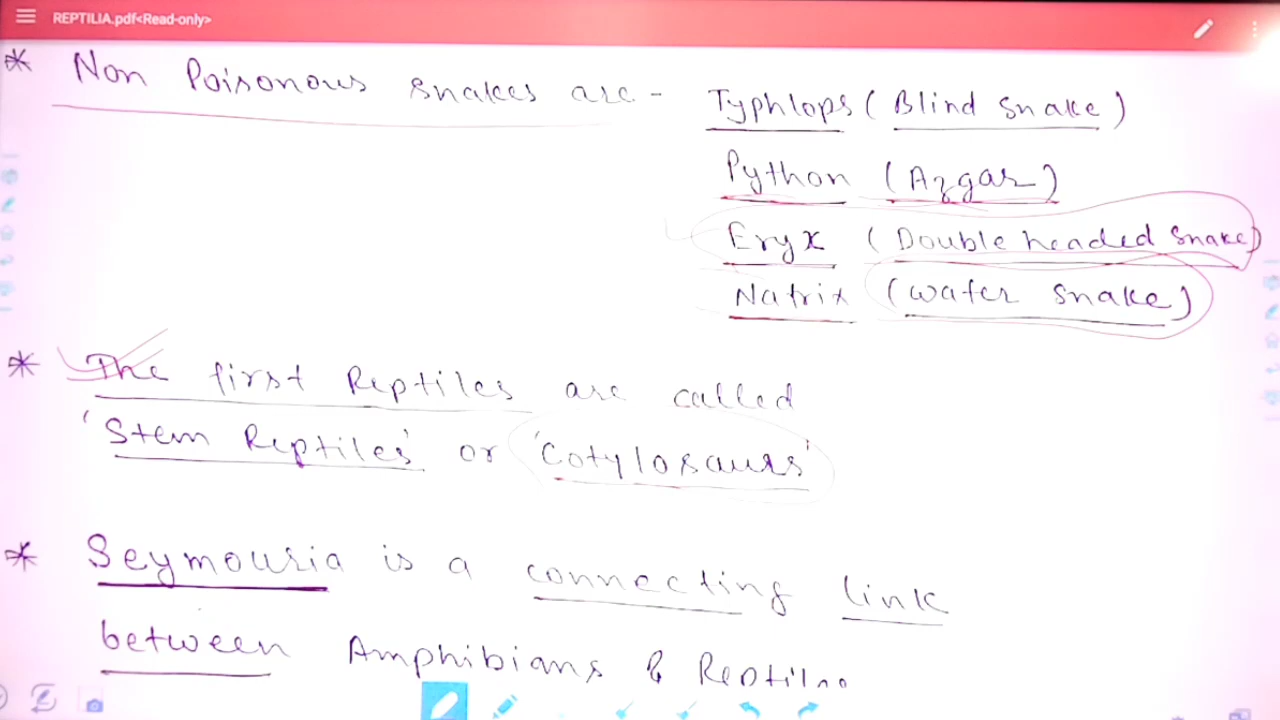 REPTILIA.pdf<Read-only>
* Non Poisonous snakes are - Typhlops (Blind snake)
Python (Azgar)
Eryx (Double headed snake)
Natrix (water snake)
* The first Reptiles are called
'Stem Reptiles' or 'Cotylosaurs'
* Seymouria is a connecting link
between Amphibians & Reptiles